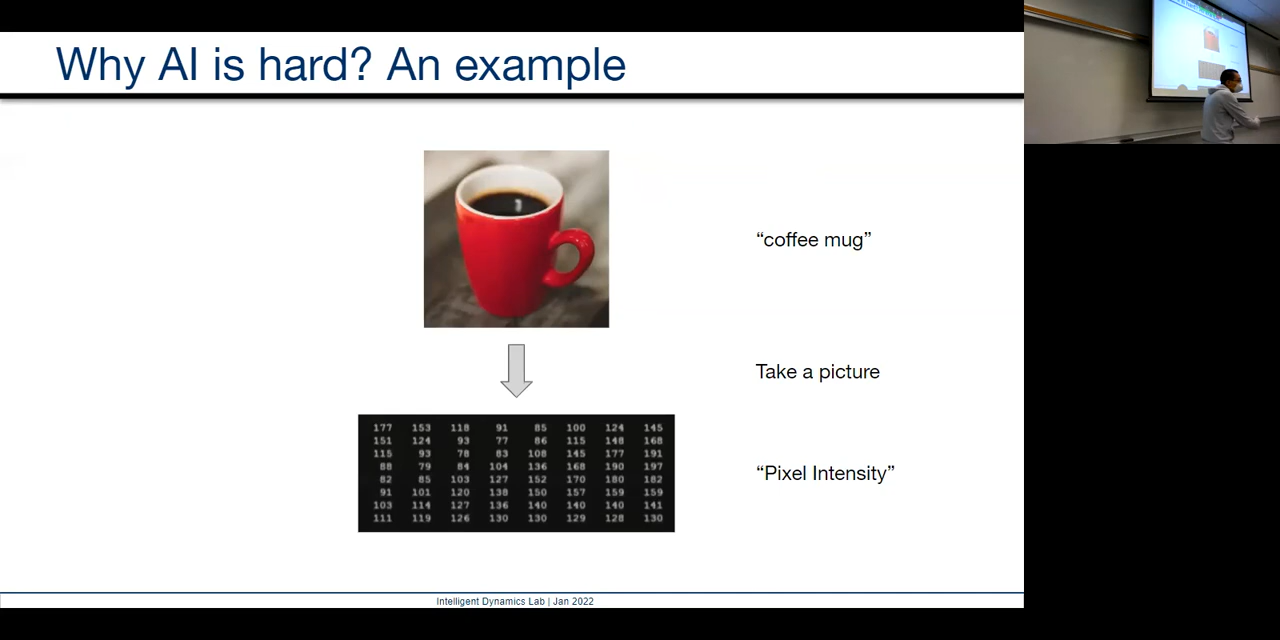 Why AI is hard? An example
“coffee mug”
Take a picture
177 153 118 91 85 100 124 145
151 124 93 77 86 115 148 168
115 93 78 83 108 145 177 191
88 79 84 104 136 168 190 197
82 85 103 127 152 170 180 182
91 101 120 138 150 157 159 159
103 114 127 136 140 140 140 141
111 119 126 130 130 129 128 130
“Pixel Intensity”
Intelligent Dynamics Lab | Jan 2022